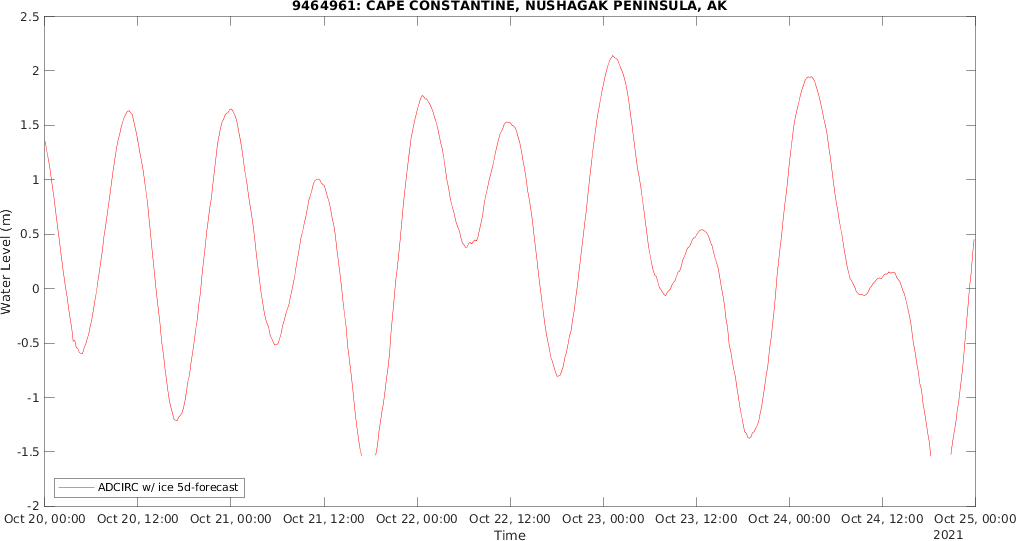 9464961: CAPE CONSTANTINE, NUSHAGAK PENINSULA, AK
2.5
2
1.5
1
0.5
0
-0.5
-1
-1.5
-2
Water Level (m)
ADCIRC w/ ice 5d-forecast
Oct 20, 00:00 Oct 20, 12:00 Oct 21, 00:00 Oct 21, 12:00 Oct 22, 00:00 Oct 22, 12:00 Oct 23, 00:00 Oct 23, 12:00 Oct 24, 00:00 Oct 24, 12:00 Oct 25, 00:00
Time
2021